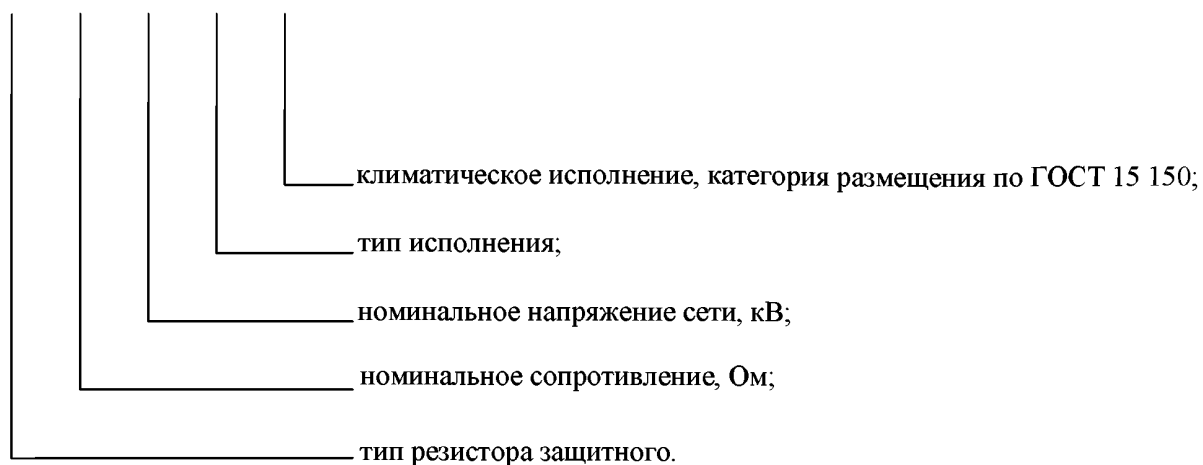 климатическое исполнение, категория размещения по ГОСТ 15 150;
тип исполнения;
номинальное напряжение сети, кВ;
номинальное сопротивление, Ом;
тип резистора защитного.